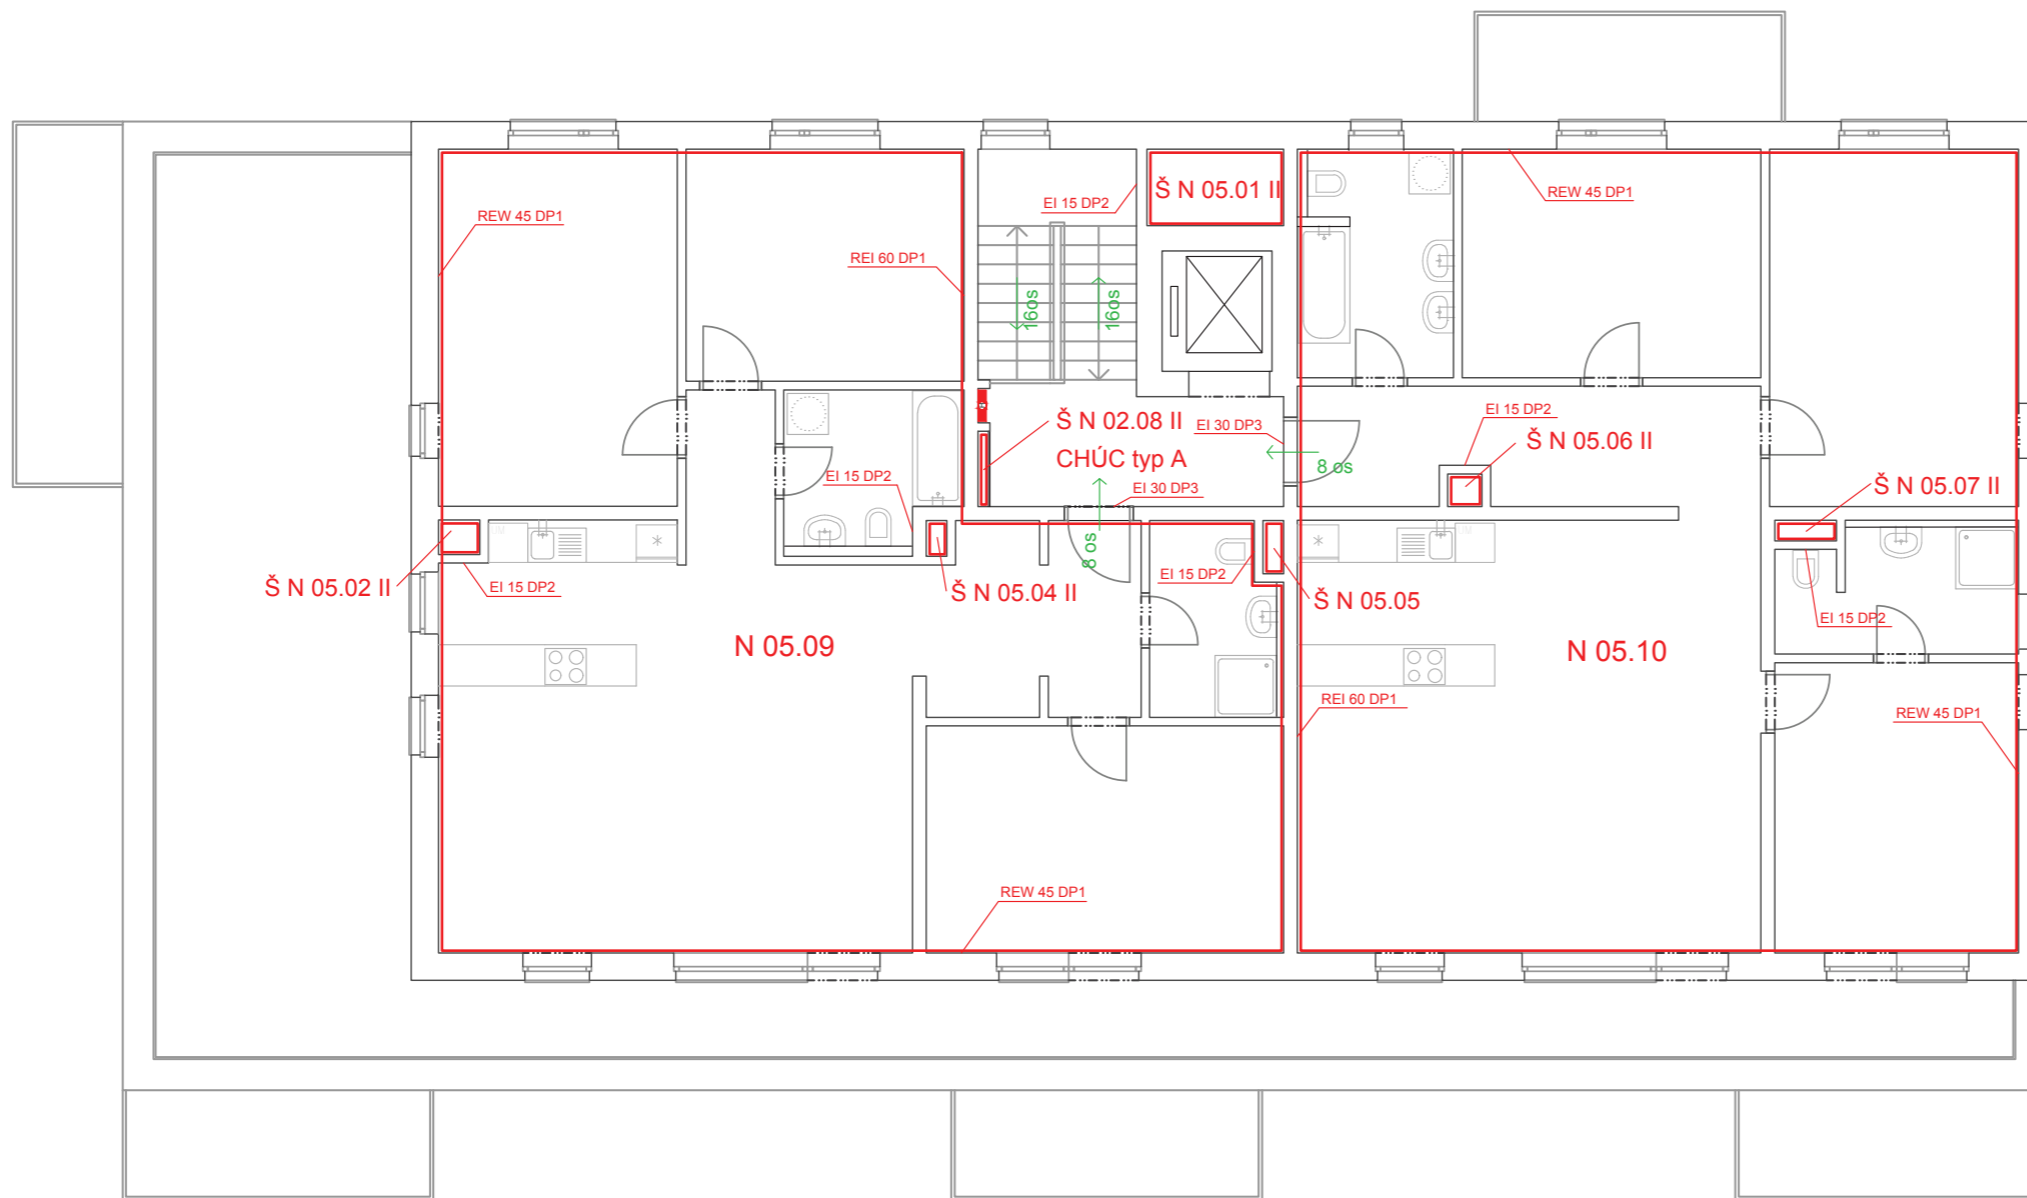 Š N 05.01 II
EI 15 DP2
REW 45 DP1
REW 45 DP1
REI 60 DP1
16os
16os
Š N 02.08 II
CHÚC typ A
EI 30 DP3
EI 15 DP2
Š N 05.06 II
8 os
EI 15 DP2
EI 30 DP3
Š N 05.07 II
8 os
Š N 05.02 II
EI 15 DP2
Š N 05.04 II
EI 15 DP2
Š N 05.05
EI 15 DP2
N 05.09
N 05.10
REI 60 DP1
REW 45 DP1
REW 45 DP1